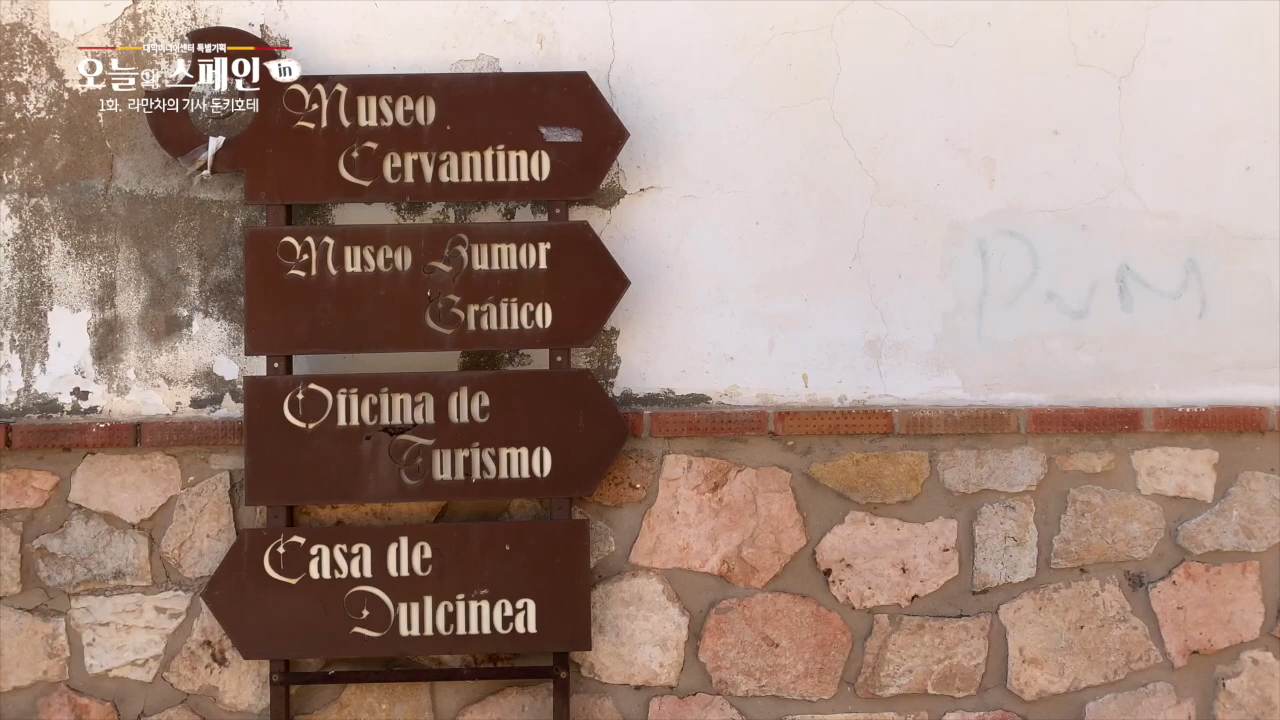 대학미디어센터 특별기획
오늘의 스페인 in
1화. 라만차의 기사 돈키호테
Museo
Cervantino
Museo Humor
Gráfico
Oficina de
Turismo
Casa de
Dulcinea
PvM